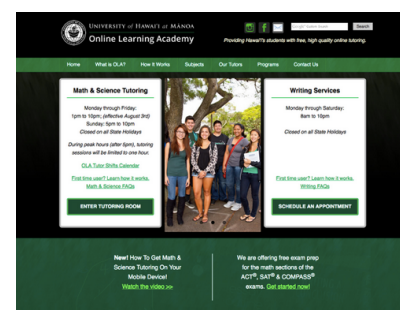 UNIVERSITY of HAWAI'I at MĀNOA
Online Learning Academy
Search
Providing Hawai'i's students with free, high quality online tutoring.
Home What is OLA? How It Works Subjects Our Tutors Programs Contact Us
Math & Science Tutoring
Monday through Friday:
1pm to 10pm; (effective August 3rd)
Sunday: 5pm to 10pm
Closed on all State Holidays
During peak hours (after 5pm), tutoring
sessions will be limited to one hour.
OLA Tutor Shifts Calendar
First time user? Learn how it works.
Math & Science FAQs
ENTER TUTORING ROOM
Writing Services
Monday through Saturday:
8am to 10pm
Closed on all State Holidays
First time user? Learn how it works.
Writing FAQs
SCHEDULE AN APPOINTMENT
New! How To Get Math &
Science Tutoring On Your
Mobile Device!
Watch the video >>
We are offering free exam prep
for the math sections of the
ACT®, SAT® & COMPASS®
exams. Get started now!